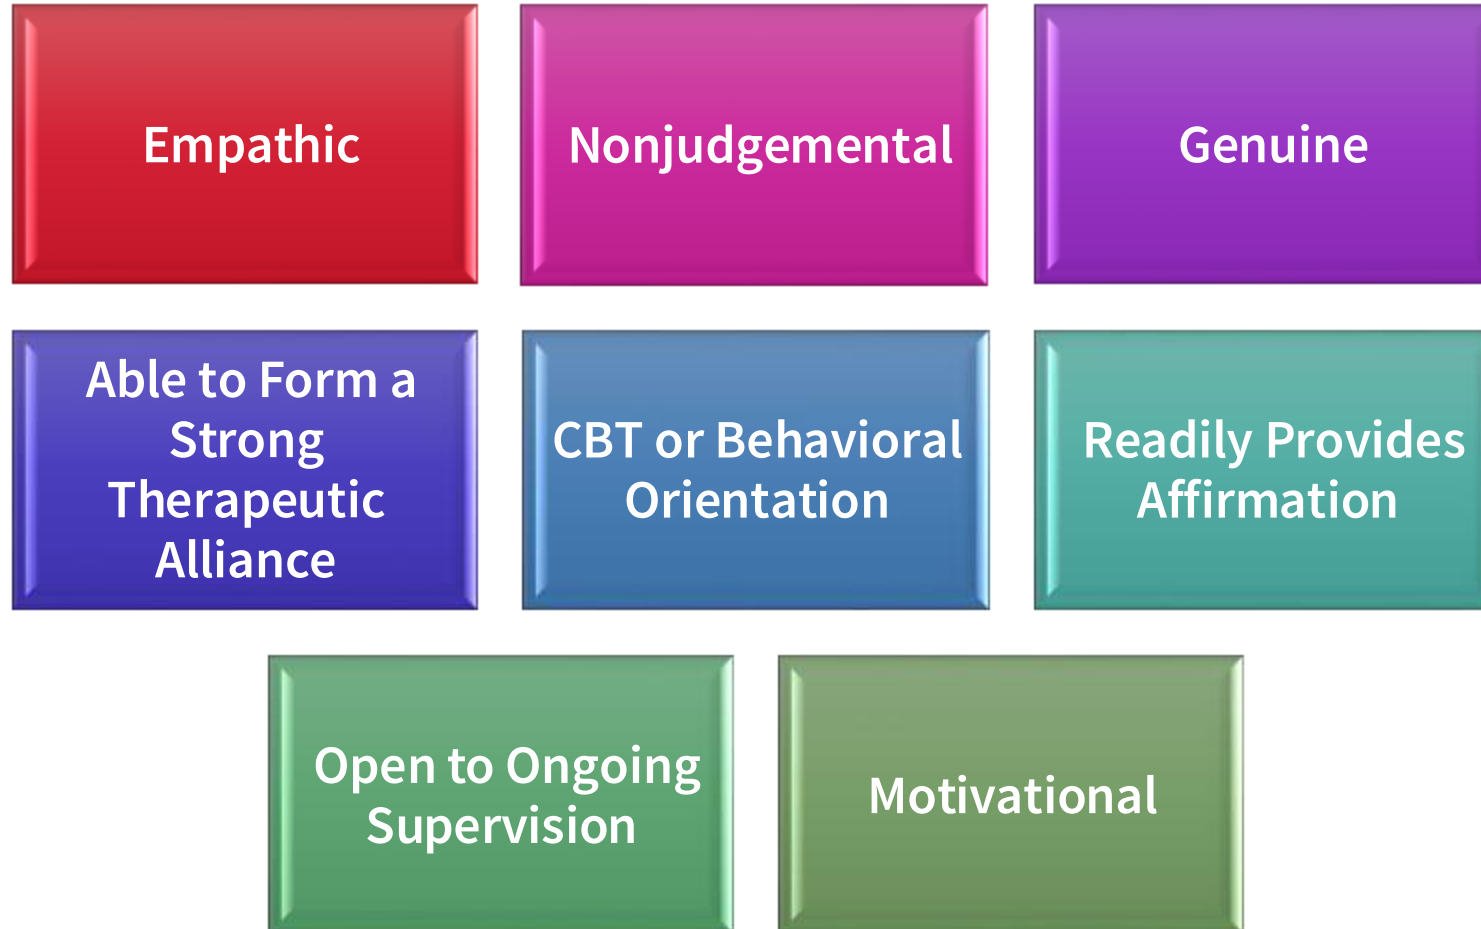 Empathic
Nonjudgemental
Genuine
Able to Form a
Strong
Therapeutic
Alliance
CBT or Behavioral
Orientation
Readily Provides
Affirmation
Open to Ongoing
Supervision
Motivational